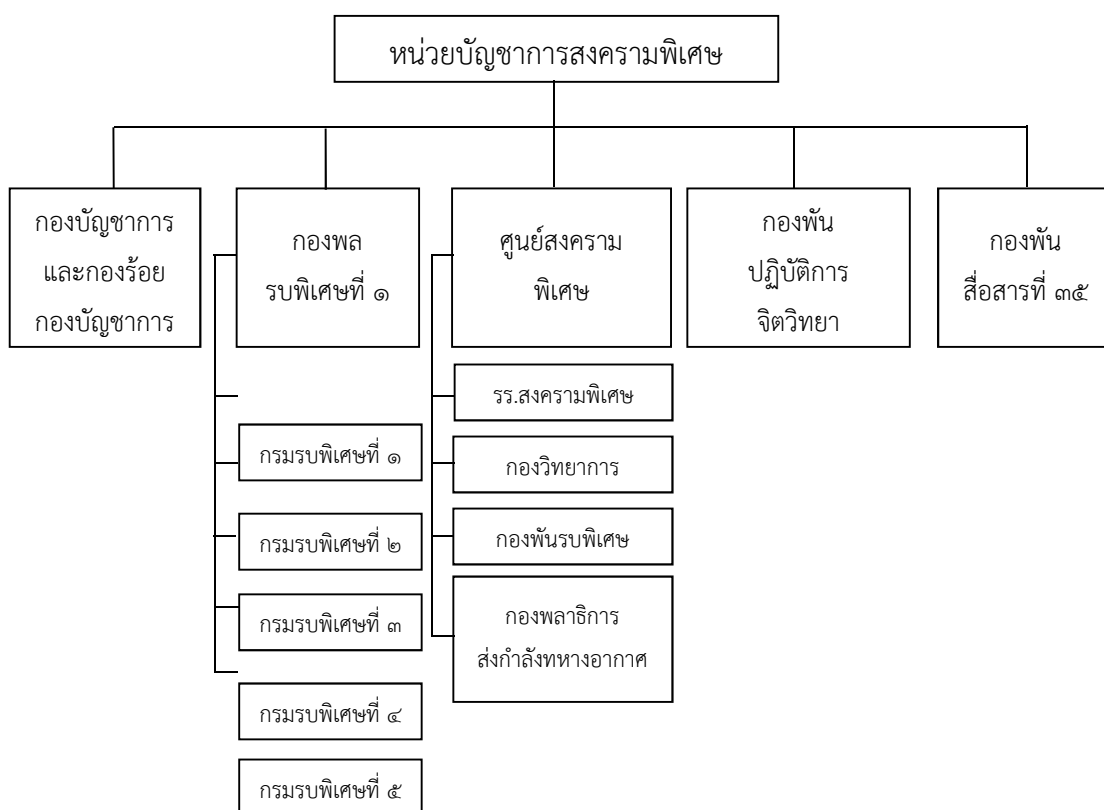 หน่วยบัญชาการสงครามพิเศษ
กองบัญชาการ
และกองร้อย
กองบัญชาการ
กองพล
รบพิเศษที่ ๑
ศูนย์สงคราม
พิเศษ
กองพัน
ปฏิบัติการ
จิตวิทยา
กองพัน
สื่อสารที่ ๓๕
กรมรบพิเศษที่ ๑
กรมรบพิเศษที่ ๒
กรมรบพิเศษที่ ๓
กรมรบพิเศษที่ ๔
กรมรบพิเศษที่ ๕
รร.สงครามพิเศษ
กองวิทยาการ
กองพันรบพิเศษ
กองพลาธิการ
ส่งกำลังทหางอากาศ